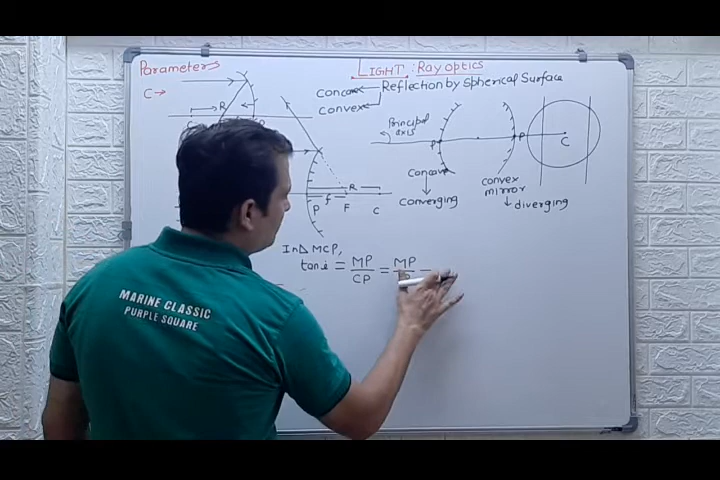 Parameters
C→
R
P
R
f
P
F
C
LIGHT: Ray optics
Reflection by Spherical Surface
Concave
Convex
Principal
axis
P
P
C
Concave
converging
convex
mirror
diverging
In Δ MCP,
tan i = MP/CP = MP/ =
MARINE CLASSIC
PURPLE SQUARE